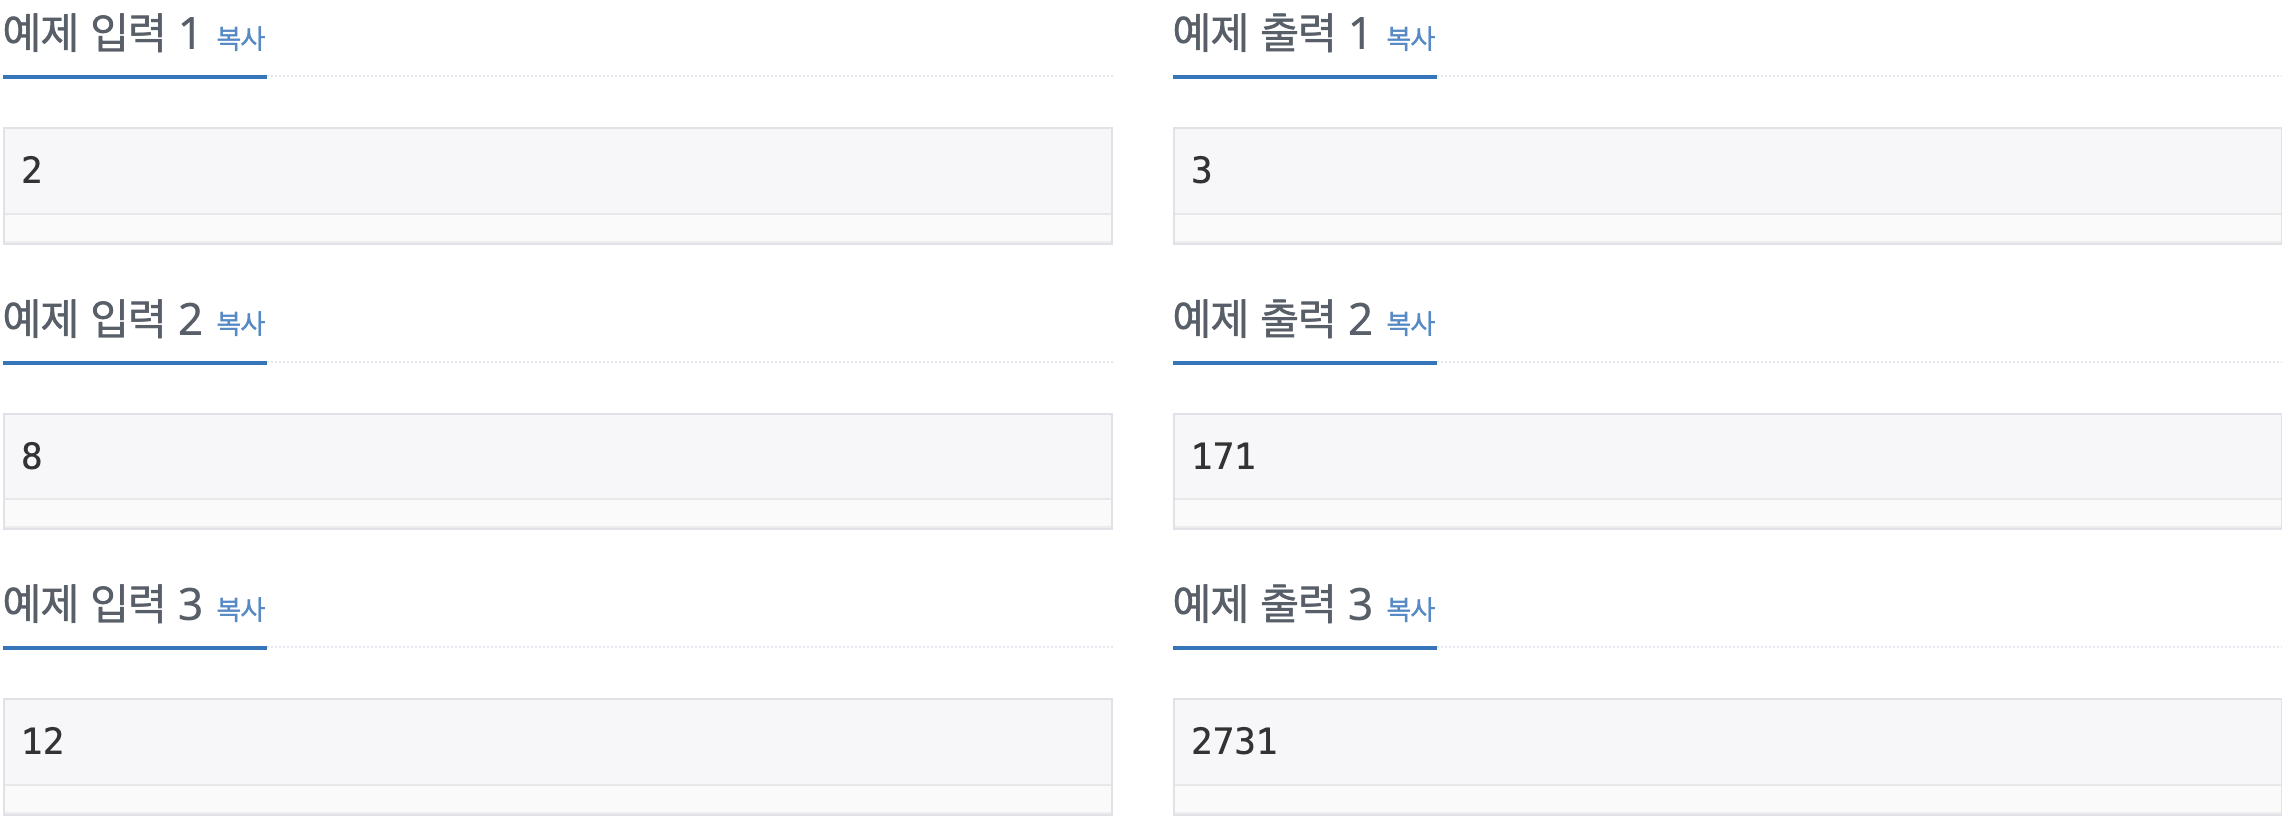 예제 입력 1 복사
예제 출력 1 복사
2
3
예제 입력 2 복사
예제 출력 2 복사
8
171
예제 입력 3 복사
예제 출력 3 복사
12
2731